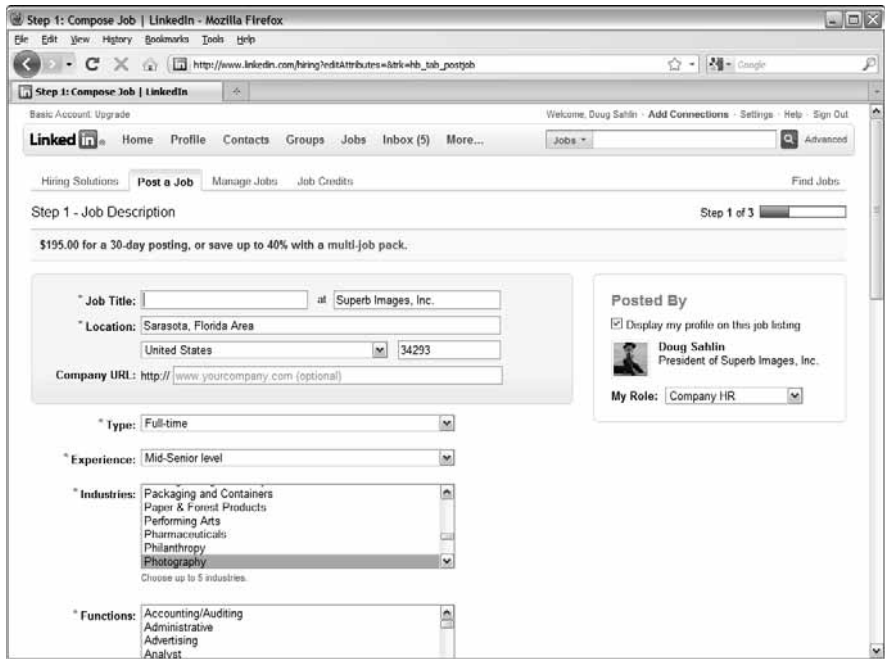 Step 1: Compose Job | LinkedIn - Mozilla Firefox
File Edit View History Bookmarks Tools Help
http://www.linkedin.com/hiring?editAttributes=&trk=hb_tab_postjob
Google
Step 1: Compose Job | LinkedIn
Basic Account: Upgrade
Welcome, Doug Sahlin · Add Connections · Settings · Help · Sign Out
Linked in® Home Profile Contacts Groups Jobs Inbox (5) More... Jobs Advanced
Hiring Solutions Post a Job Manage Jobs Job Credits Find Jobs
Step 1 - Job Description Step 1 of 3
$195.00 for a 30-day posting, or save up to 40% with a multi-job pack.
* Job Title: at Superb Images, Inc.
* Location: Sarasota, Florida Area
United States 34293
Company URL: http:// www.yourcompany.com (optional)
Posted By
Display my profile on this job listing
Doug Sahlin
President of Superb Images, Inc.
My Role: Company HR
* Type: Full-time
* Experience: Mid-Senior level
* Industries: Packaging and Containers
Paper & Forest Products
Performing Arts
Pharmaceuticals
Philanthropy
Photography
Choose up to 5 industries.
* Functions: Accounting/Auditing
Administrative
Advertising
Analyst